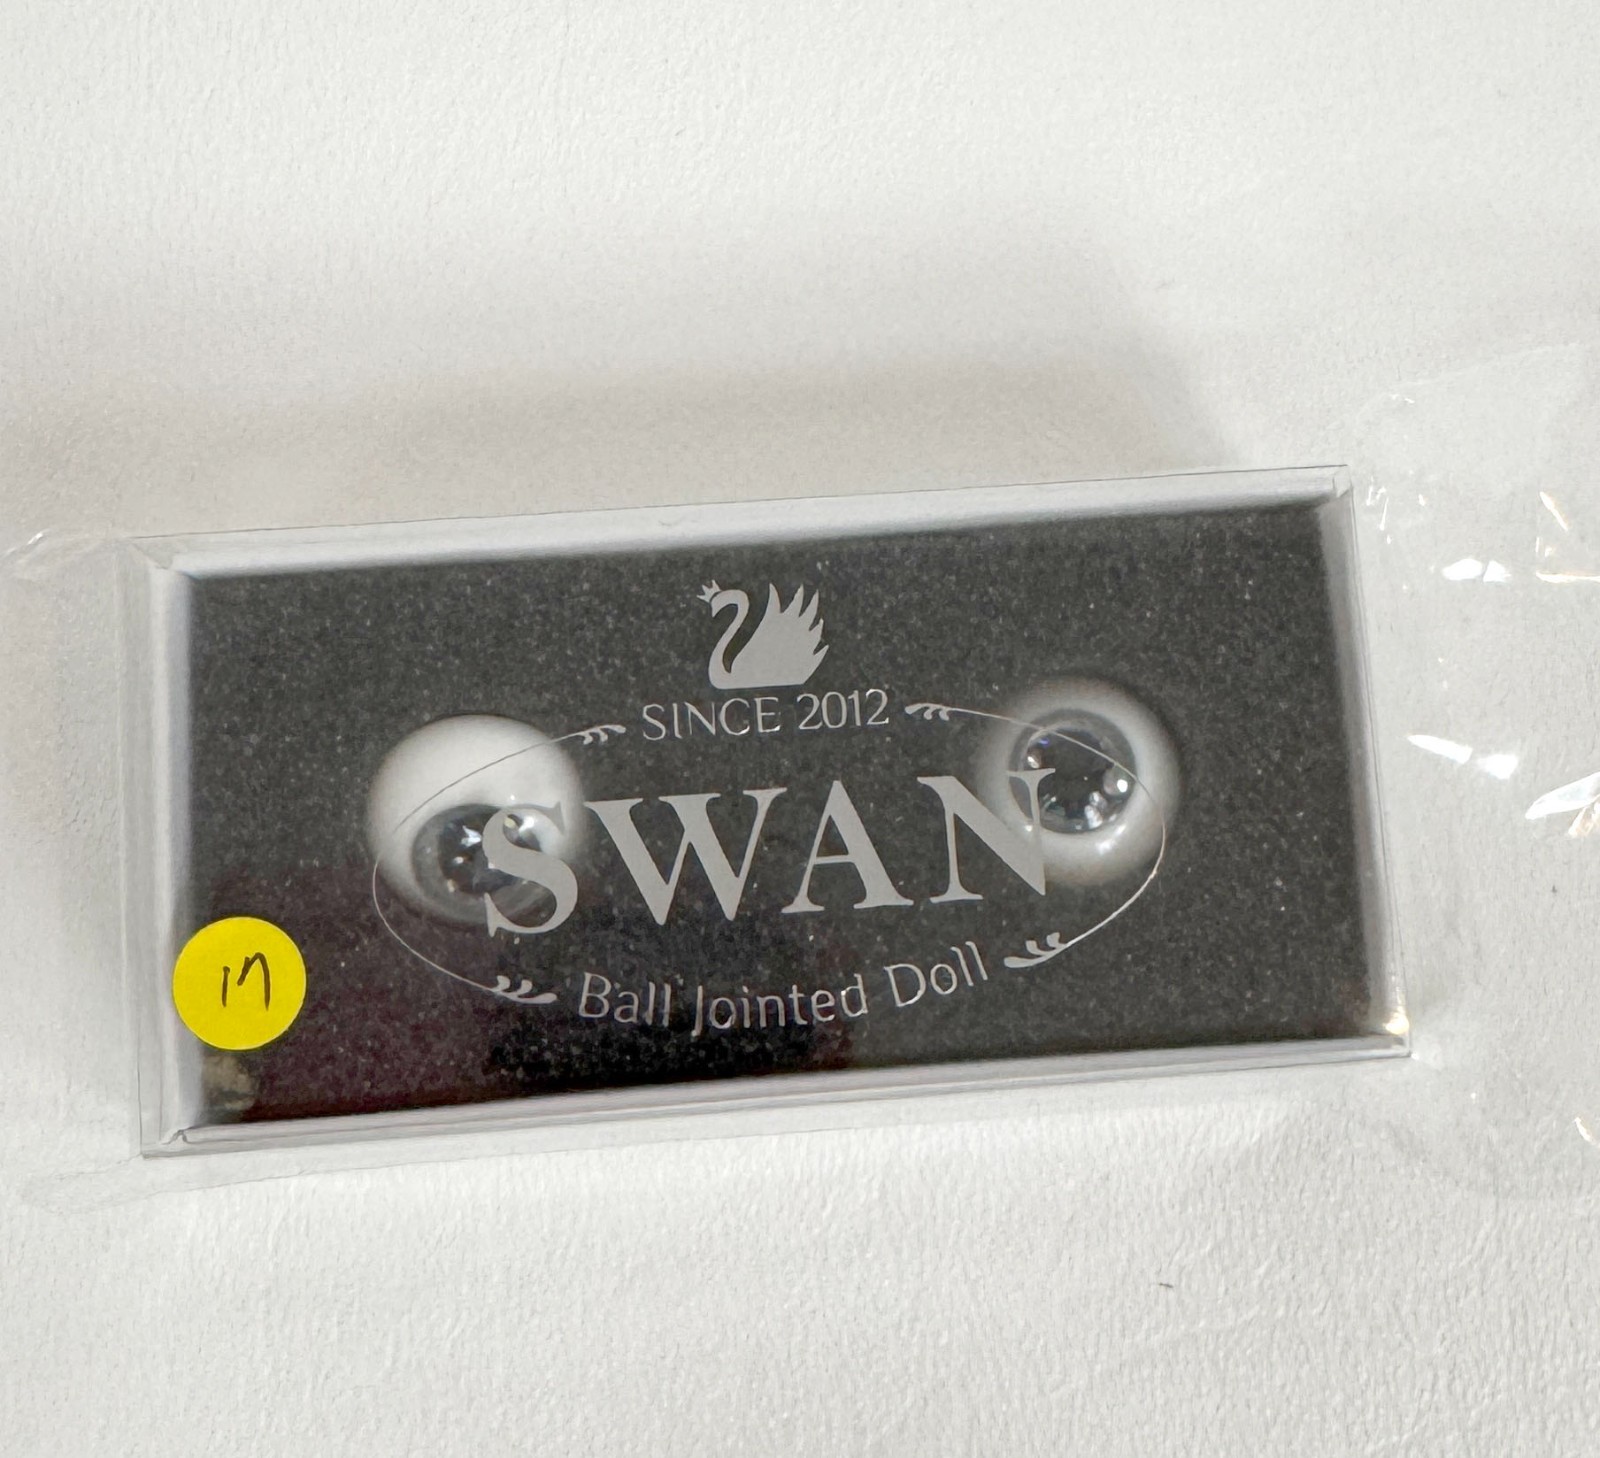 SINCE 2012
SWAN
Ball Jointed Doll
17